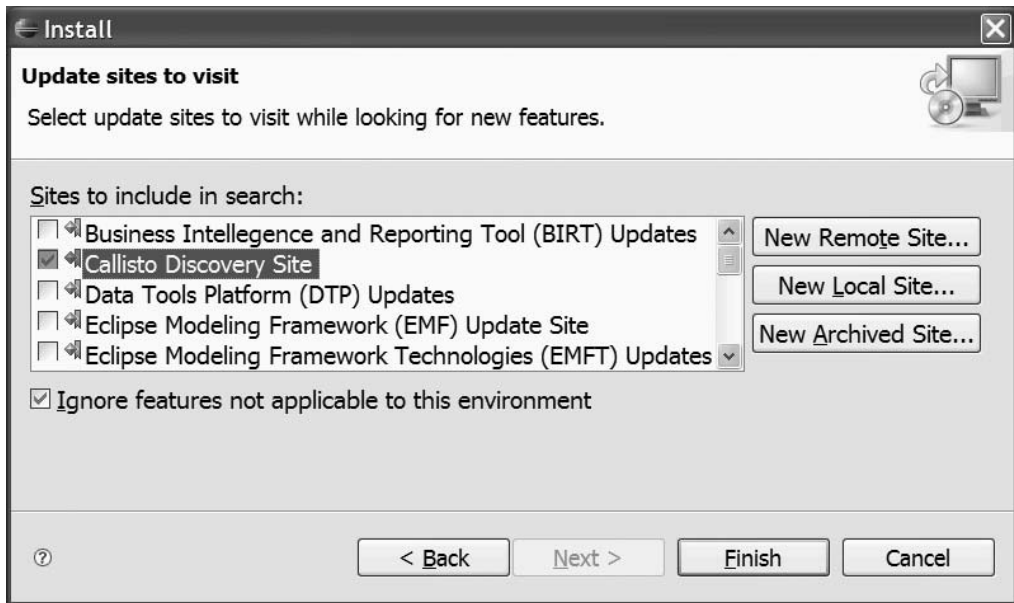 Install
Update sites to visit
Select update sites to visit while looking for new features.
Sites to include in search:
Business Intellegence and Reporting Tool (BIRT) Updates
New Remote Site...
Callisto Discovery Site
New Local Site...
Data Tools Platform (DTP) Updates
Eclipse Modeling Framework (EMF) Update Site
New Archived Site...
Eclipse Modeling Framework Technologies (EMFT) Updates
Ignore features not applicable to this environment
? < Back Next > Finish Cancel